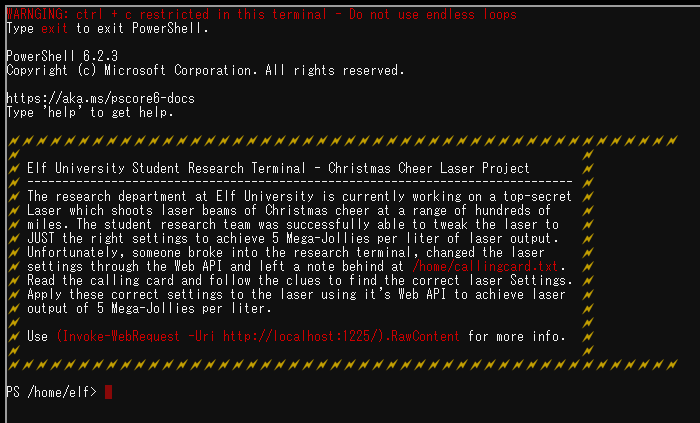 WARNGING: ctrl + c restricted in this terminal - Do not use endless loops
Type exit to exit PowerShell.
PowerShell 6.2.3
Copyright (c) Microsoft Corporation. All rights reserved.
https://aka.ms/pscore6-docs
Type 'help' to get help.
Elf University Student Research Terminal - Christmas Cheer Laser Project
------------------------------------------------------------------------------
The research department at Elf University is currently working on a top-secret
Laser which shoots laser beams of Christmas cheer at a range of hundreds of
miles. The student research team was successfully able to tweak the laser to
JUST the right settings to achieve 5 Mega-Jollies per liter of laser output.
Unfortunately, someone broke into the research terminal, changed the laser
settings through the Web API and left a note behind at /home/callingcard.txt.
Read the calling card and follow the clues to find the correct laser Settings.
Apply these correct settings to the laser using it's Web API to achieve laser
output of 5 Mega-Jollies per liter.
Use (Invoke-WebRequest -Uri http://localhost:1225/).RawContent for more info.
PS /home/elf>